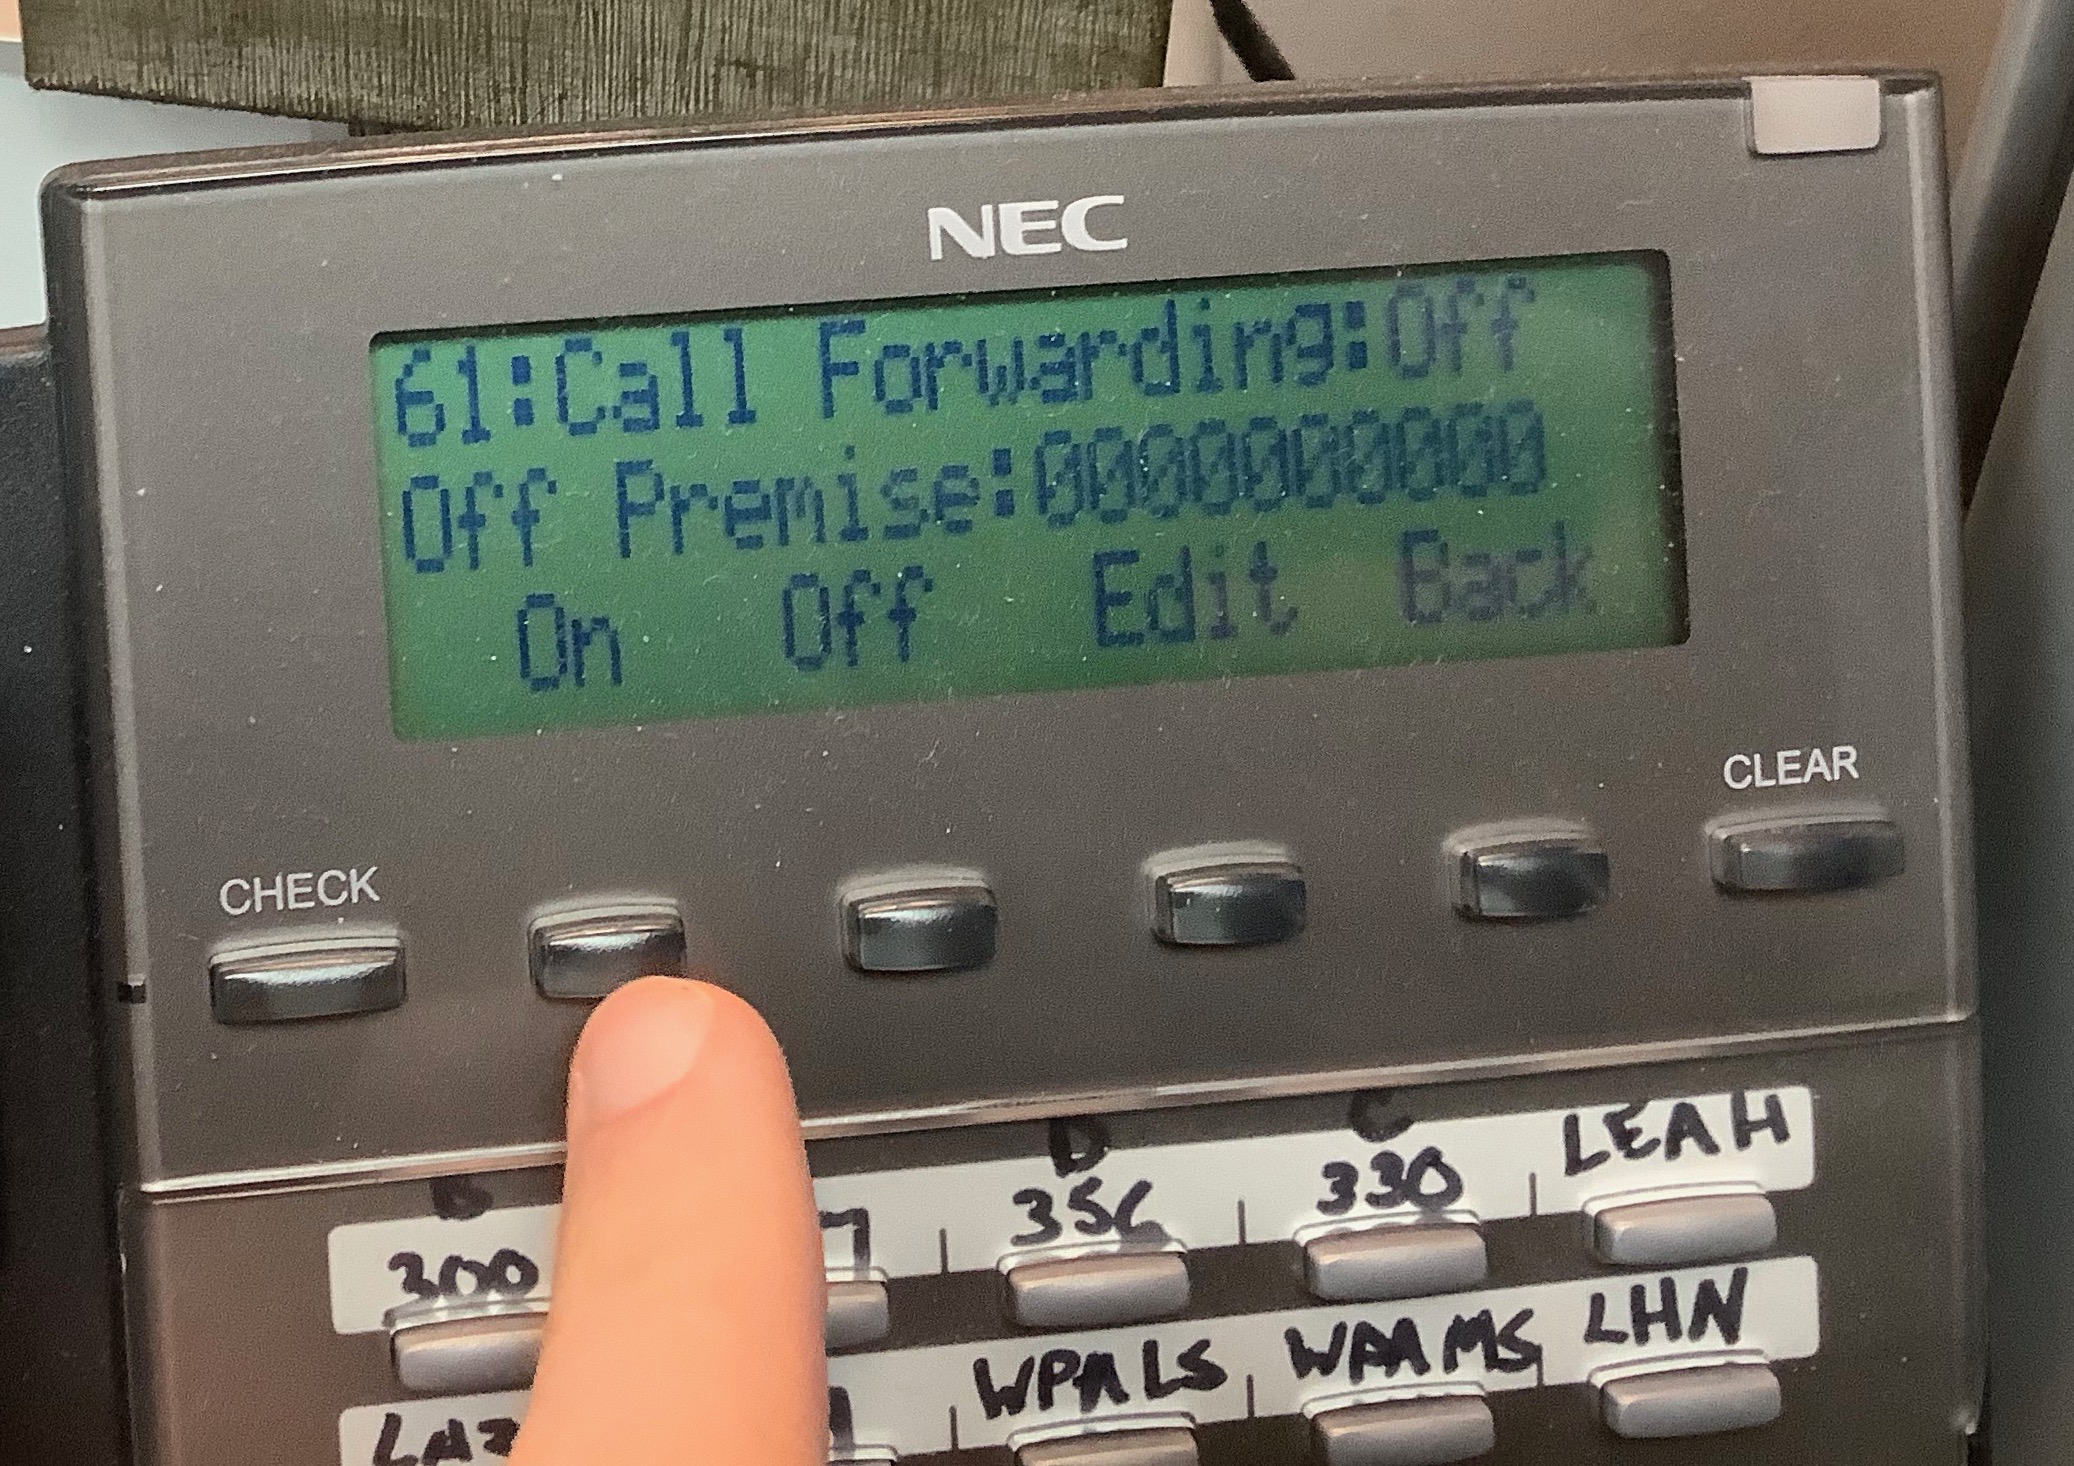 NEC
61:Call Forwarding:Off
Off Premise:0000000000
On Off Edit Back
CLEAR
CHECK
B D C LEAH
300 356 330
WPALS WAAMS LHN